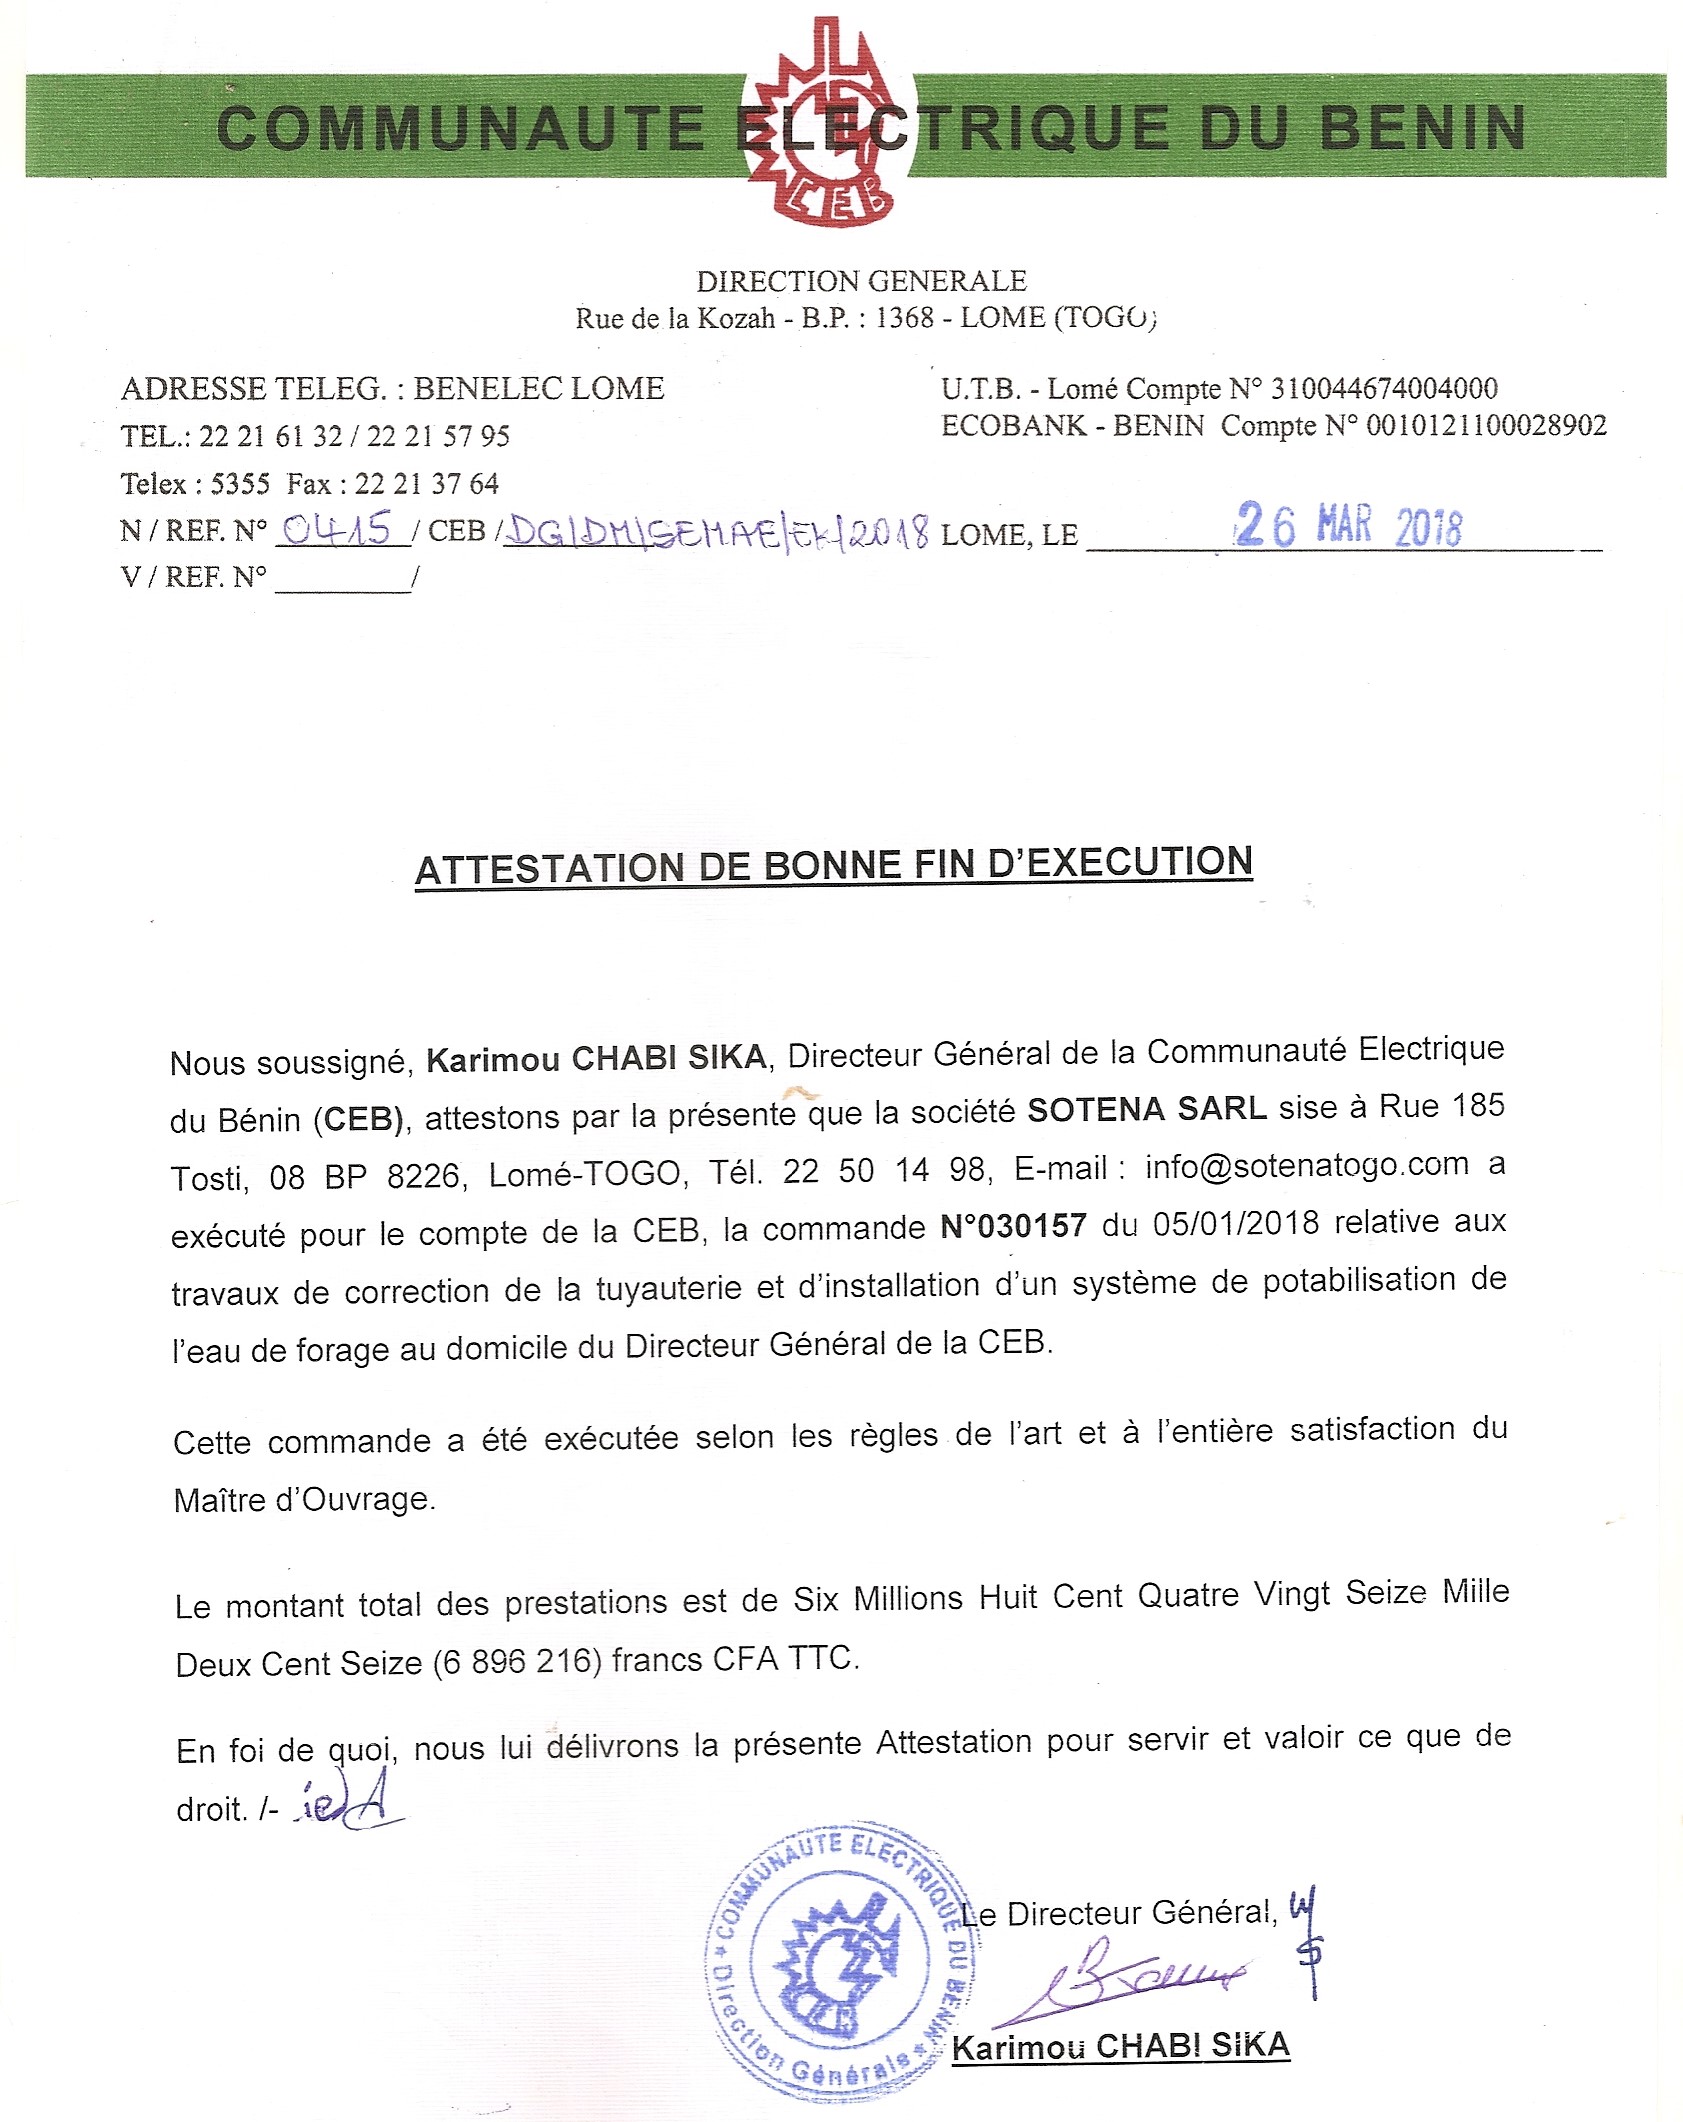 COMMUNAUTE ELECTRIQUE DU BENIN
CEB
DIRECTION GENERALE
Rue de la Kozah - B.P. : 1368 - LOME (TOGO)
ADRESSE TELEG. : BENELEC LOME
TEL.: 22 21 61 32 / 22 21 57 95
Telex : 5355 Fax : 22 21 37 64
U.T.B. - Lomé Compte N° 310044674004000
ECOBANK - BENIN Compte N° 0010121100028902
N / REF. N° 0415 / CEB / DG/DM/SEMAE/EK/2018 LOME, LE 26 MAR 2018
V / REF. N° ________/
ATTESTATION DE BONNE FIN D'EXECUTION
Nous soussigné, Karimou CHABI SIKA, Directeur Général de la Communauté Electrique
du Bénin (CEB), attestons par la présente que la société SOTENA SARL sise à Rue 185
Tosti, 08 BP 8226, Lomé-TOGO, Tél. 22 50 14 98, E-mail : info@sotenatogo.com a
exécuté pour le compte de la CEB, la commande N°030157 du 05/01/2018 relative aux
travaux de correction de la tuyauterie et d'installation d'un système de potabilisation de
l'eau de forage au domicile du Directeur Général de la CEB.
Cette commande a été exécutée selon les règles de l'art et à l'entière satisfaction du
Maître d'Ouvrage.
Le montant total des prestations est de Six Millions Huit Cent Quatre Vingt Seize Mille
Deux Cent Seize (6 896 216) francs CFA TTC.
En foi de quoi, nous lui délivrons la présente Attestation pour servir et valoir ce que de
droit. /-
COMMUNAUTE ELECTRIQUE DU BENIN
Direction Générale
CEB
Le Directeur Général,
Karimou CHABI SIKA